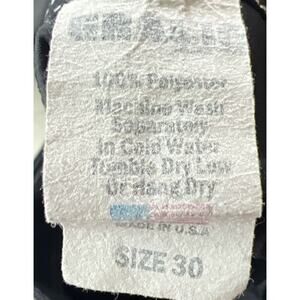 100% Polyester
Machine Wash
Separately
In Cold Water
Tumble Dry Low
Or Hang Dry
MADE IN U.S.A
SIZE 30